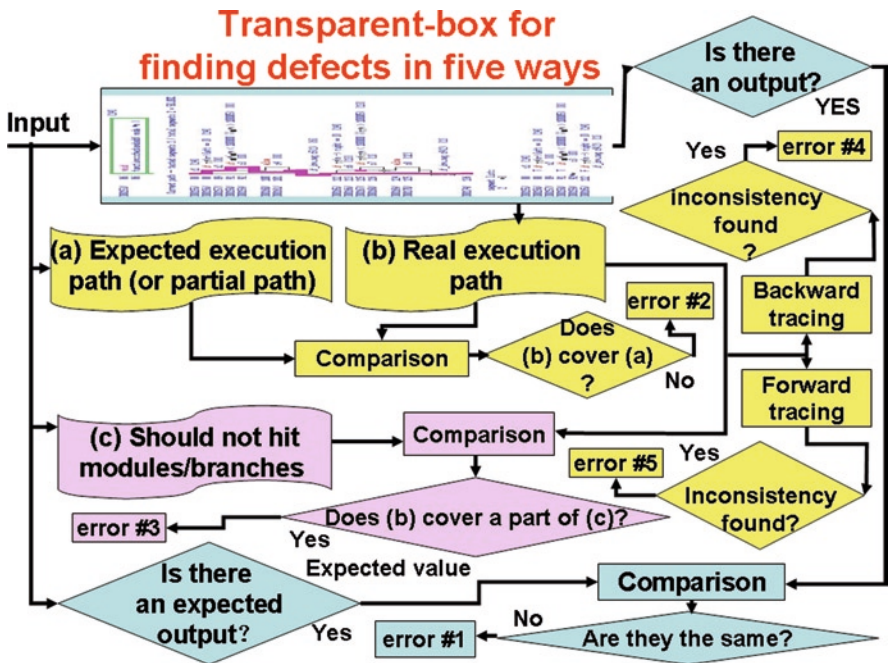 Transparent-box for
finding defects in five ways
Is there
an output?
YES
Input
Yes
error #4
inconsistency
found
?
(a) Expected execution
path (or partial path)
(b) Real execution
path
error #2
Backward
tracing
Comparison
Does
(b) cover (a)
?
No
Forward
tracing
(c) Should not hit
modules/branches
Comparison
Yes
error #5
Inconsistency
found?
error #3
Does (b) cover a part of (c)?
Yes
Expected value
Is there
an expected
output?
Yes
Comparison
No
error #1
Are they the same?